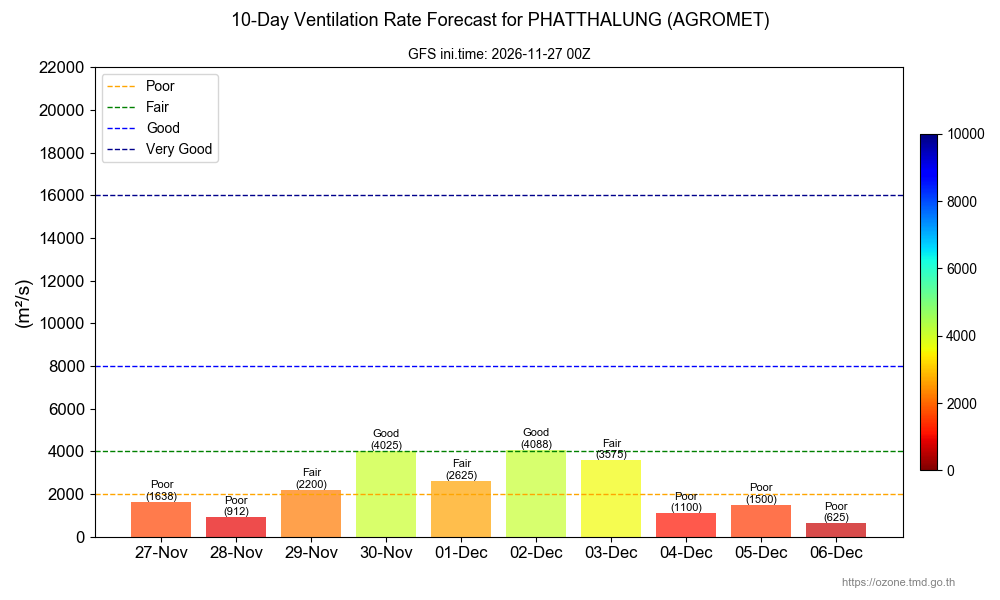 10-Day Ventilation Rate Forecast for PHATTHALUNG (AGROMET)
GFS ini.time: 2026-11-27 00Z
(m²/s)
22000
20000
18000
16000
14000
12000
10000
8000
6000
4000
2000
0
Poor
Fair
Good
Very Good
Poor
(1638)
Poor
(912)
Fair
(2200)
Good
(4025)
Fair
(2625)
Good
(4088)
Fair
(3575)
Poor
(1100)
Poor
(1500)
Poor
(625)
27-Nov
28-Nov
29-Nov
30-Nov
01-Dec
02-Dec
03-Dec
04-Dec
05-Dec
06-Dec
10000
8000
6000
4000
2000
0
https://ozone.tmd.go.th